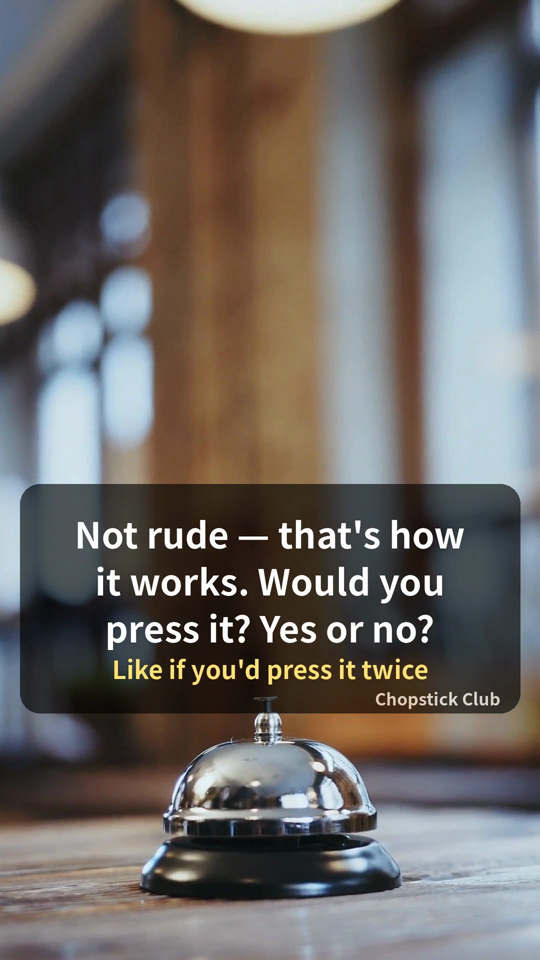 Not rude — that's how
it works. Would you
press it? Yes or no?
Like if you'd press it twice
Chopstick Club